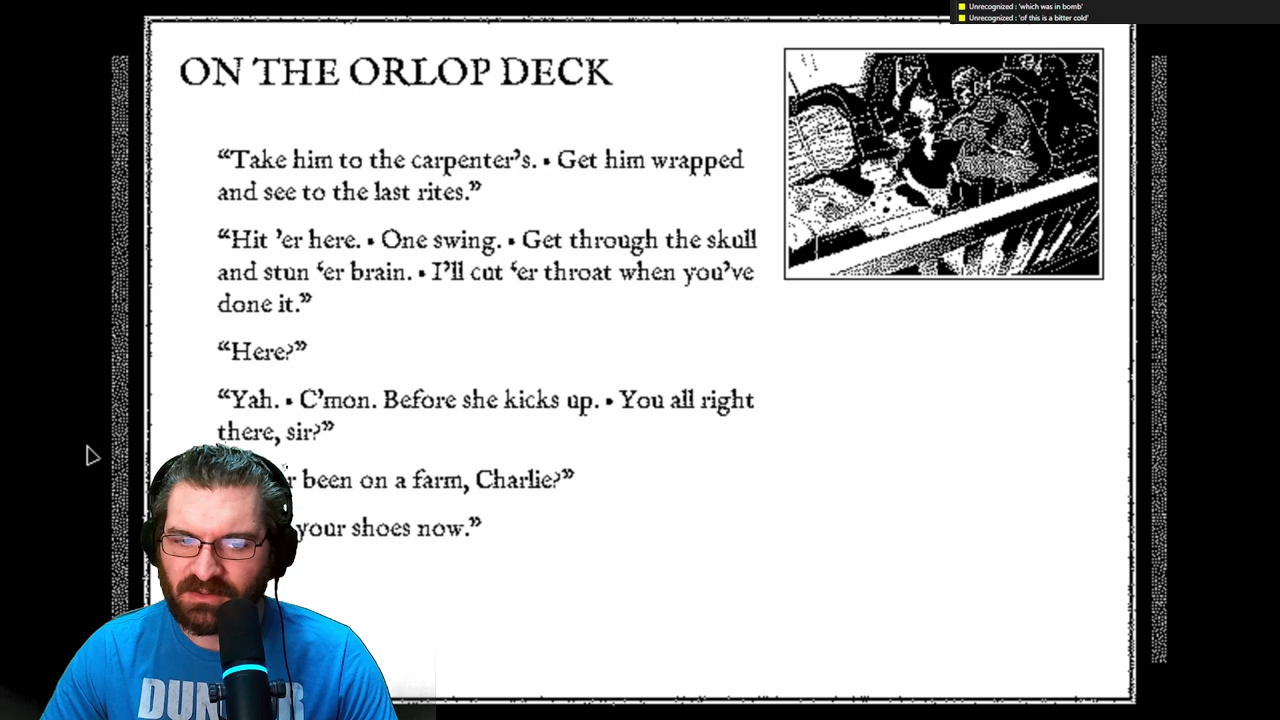 Unrecognized : 'which was in bomb'
Unrecognized : 'of this is a bitter cold'
ON THE ORLOP DECK
“Take him to the carpenter’s. • Get him wrapped
and see to the last rites.”
“Hit ’er here. • One swing. • Get through the skull
and stun ‘er brain. • I’ll cut ‘er throat when you’ve
done it.”
“Here?”
“Yah. • C’mon. Before she kicks up. • You all right
there, sir?”
been on a farm, Charlie?”
your shoes now.”